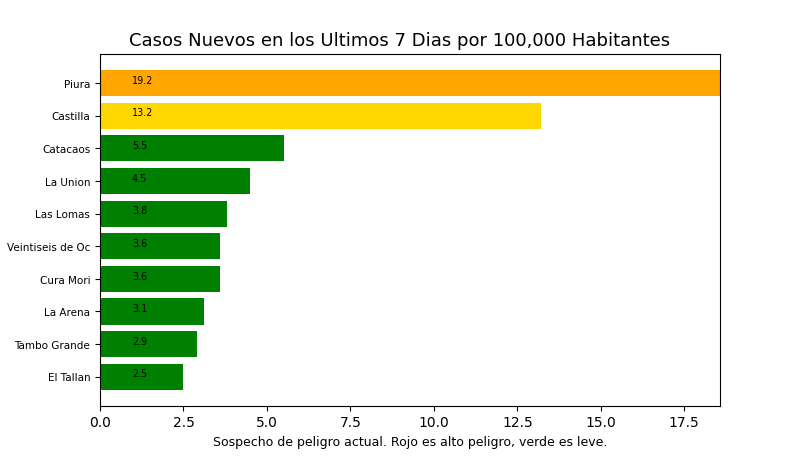 Casos Nuevos en los Ultimos 7 Dias por 100,000 Habitantes
Piura 19.2
Castilla 13.2
Catacaos 5.5
La Union 4.5
Las Lomas 3.8
Veintiseis de Oc 3.6
Cura Mori 3.6
La Arena 3.1
Tambo Grande 2.9
El Tallan 2.5
0.0 2.5 5.0 7.5 10.0 12.5 15.0 17.5
Sospecho de peligro actual. Rojo es alto peligro, verde es leve.